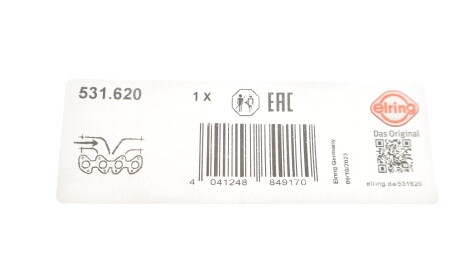 531.620
1 X
EAC
elring
Das Original
4 041248 849170
Elring Germany
elring.de/531620